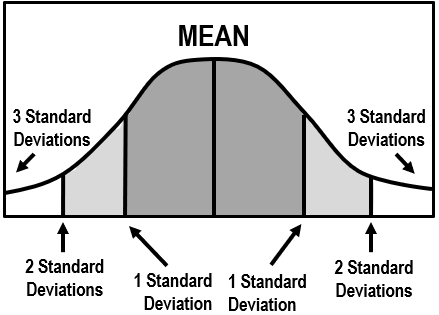 MEAN
3 Standard
Deviations
3 Standard
Deviations
2 Standard
Deviations
1 Standard
Deviation
1 Standard
Deviation
2 Standard
Deviations